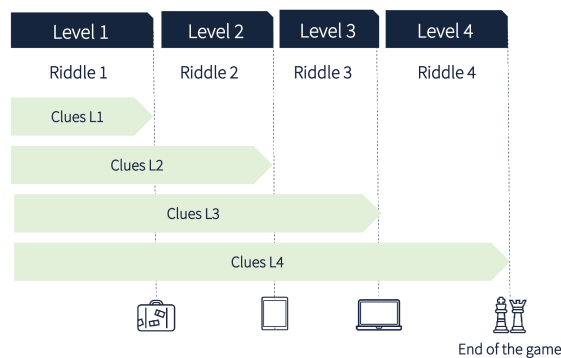 Level 1
Level 2
Level 3
Level 4
Riddle 1
Riddle 2
Riddle 3
Riddle 4
Clues L1
Clues L2
Clues L3
Clues L4
End of the game